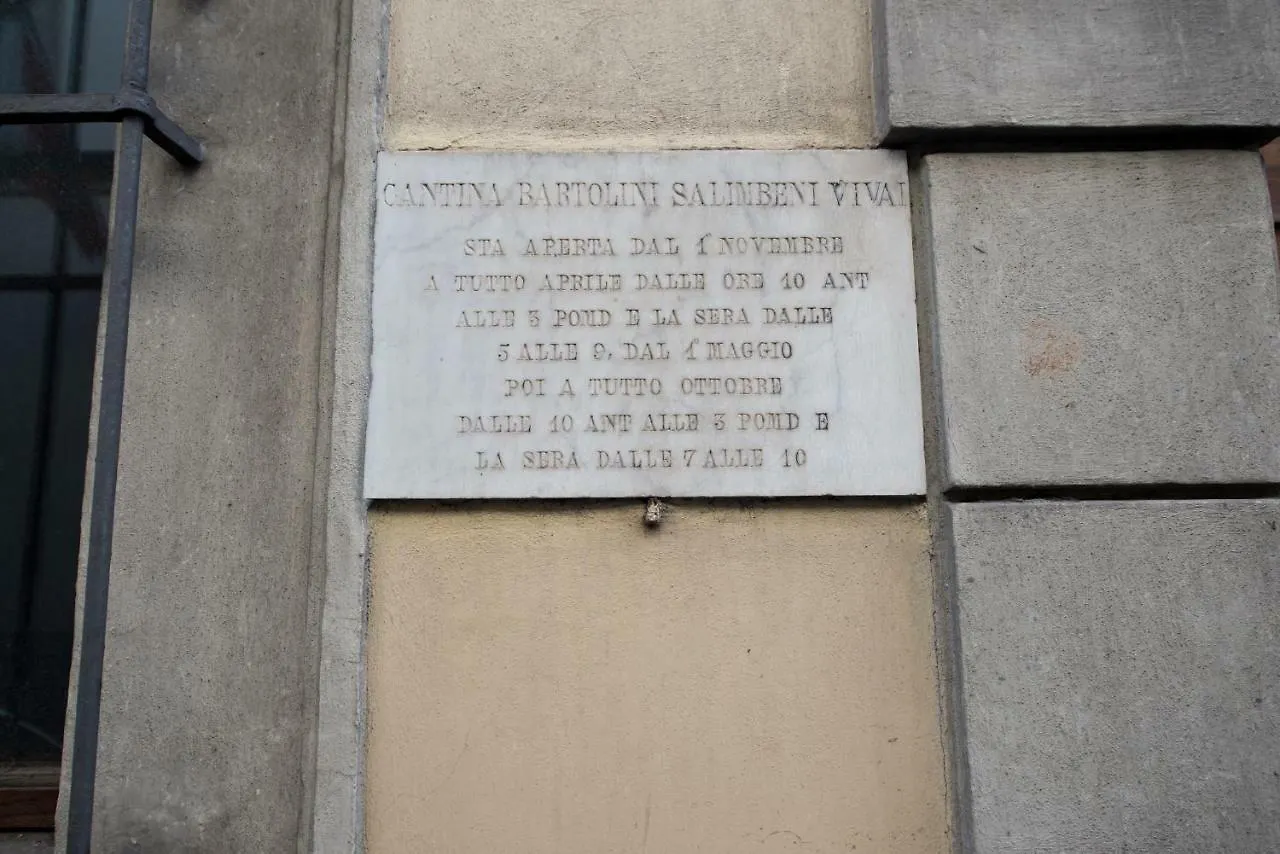 CANTINA BARTOLINI SALIMBENI VIVAI
STA APERTA DAL 1° NOVEMBRE
A TUTTO APRILE DALLE ORE 10 ANT
ALLE 3 POMD E LA SERA DALLE
5 ALLE 9, DAL 1° MAGGIO
POI A TUTTO OTTOBRE
DALLE 10 ANT ALLE 3 POMD E
LA SERA DALLE 7 ALLE 10